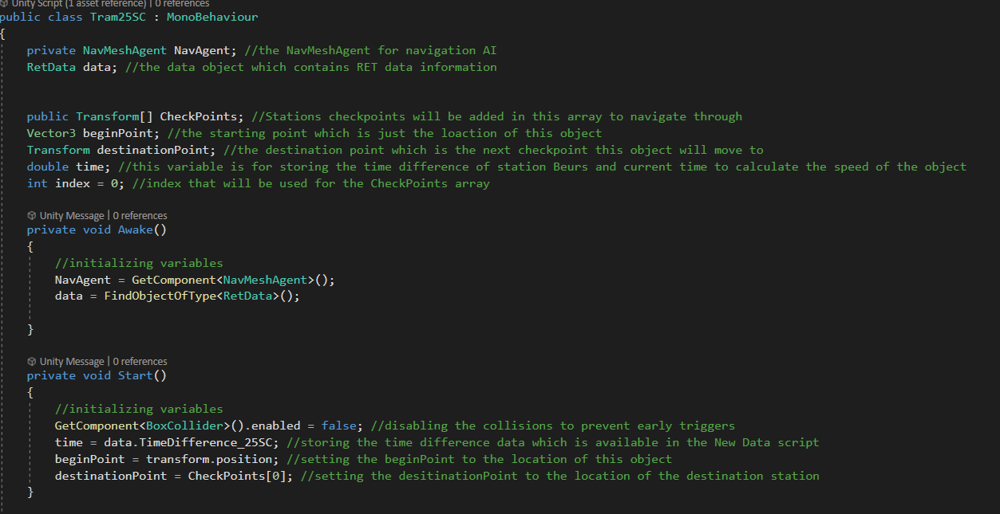 Unity Script (1 asset reference) | 0 references
public class Tram25SC : MonoBehaviour
{
private NavMeshAgent NavAgent; //the NavMeshAgent for navigation AI
RetData data; //the data object which contains RET data information
public Transform[] CheckPoints; //Stations checkpoints will be added in this array to navigate through
Vector3 beginPoint; //the starting point which is just the loaction of this object
Transform destinationPoint; //the destination point which is the next checkpoint this object will move to
double time; //this variable is for storing the time difference of station Beurs and current time to calculate the speed of the object
int index = 0; //index that will be used for the CheckPoints array
Unity Message | 0 references
private void Awake()
{
//initializing variables
NavAgent = GetComponent<NavMeshAgent>();
data = FindObjectOfType<RetData>();
}
Unity Message | 0 references
private void Start()
{
//initializing variables
GetComponent<BoxCollider>().enabled = false; //disabling the collisions to prevent early triggers
time = data.TimeDifference_25SC; //storing the time difference data which is available in the New Data script
beginPoint = transform.position; //setting the beginPoint to the location of this object
destinationPoint = CheckPoints[0]; //setting the desitinationPoint to the location of the destination station
}